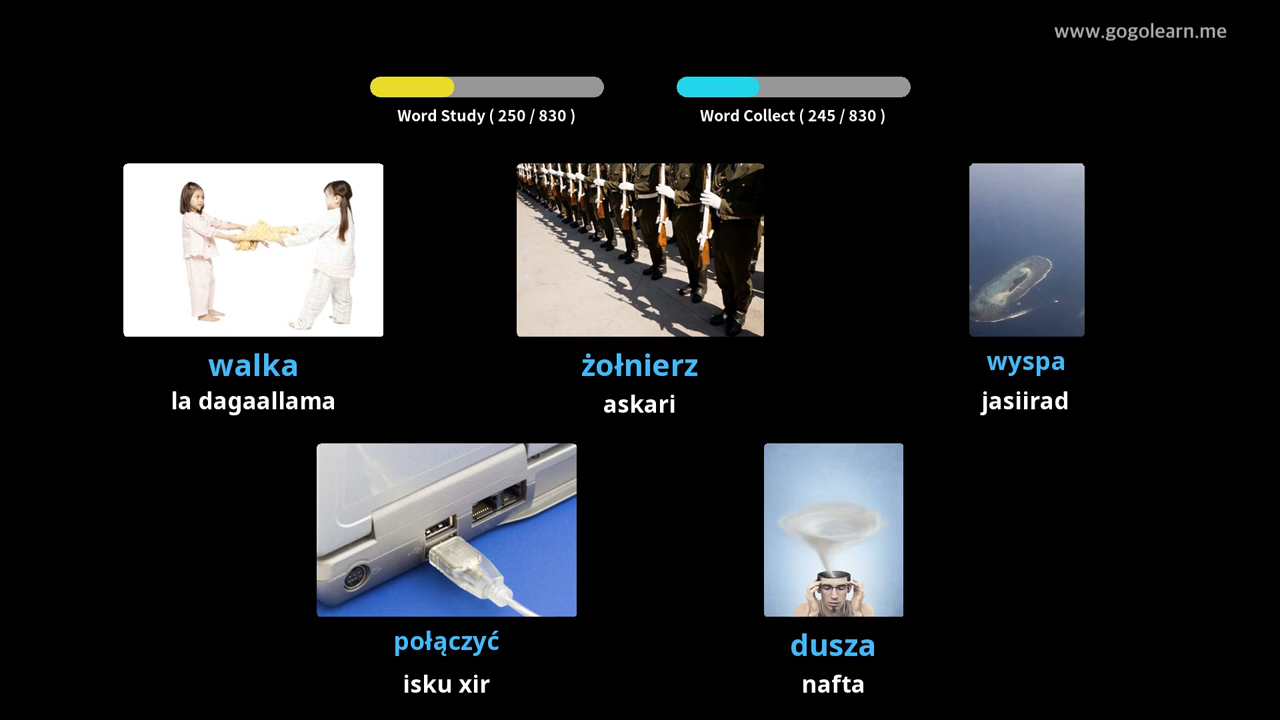 www.gogolearn.me
Word Study ( 250 / 830 )
Word Collect ( 245 / 830 )
walka
la dagaallama
żołnierz
askari
wyspa
jasiirad
połączyć
isku xir
dusza
nafta